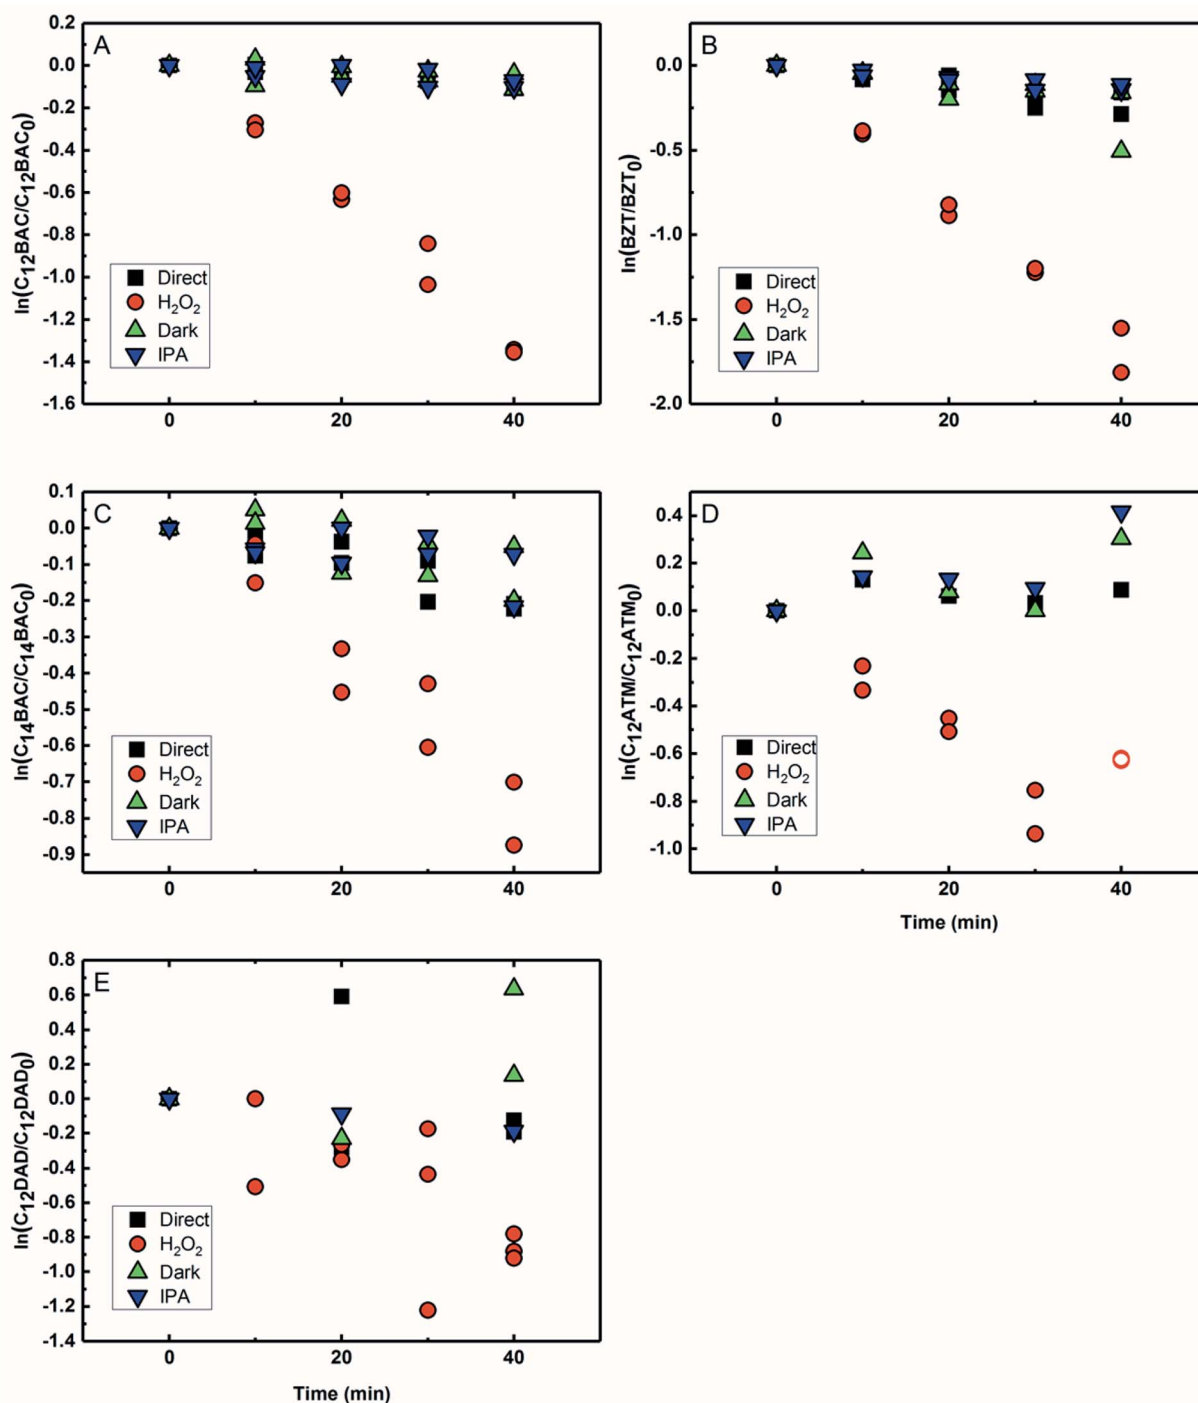 A
ln(C₁₂BAC/C₁₂BAC₀)
0.2
0.0
-0.2
-0.4
-0.6
-0.8
-1.0
-1.2
-1.4
-1.6
Direct
H₂O₂
Dark
IPA
0 20 40
B
ln(BZT/BZT₀)
0.0
-0.5
-1.0
-1.5
-2.0
Direct
H₂O₂
Dark
IPA
0 20 40
C
ln(C₁₄BAC/C₁₄BAC₀)
0.1
0.0
-0.1
-0.2
-0.3
-0.4
-0.5
-0.6
-0.7
-0.8
-0.9
Direct
H₂O₂
Dark
IPA
0 20 40
D
ln(C₁₂ATM/C₁₂ATM₀)
0.4
0.2
0.0
-0.2
-0.4
-0.6
-0.8
-1.0
Direct
H₂O₂
Dark
IPA
0 20 40
Time (min)
E
ln(C₁₂DAD/C₁₂DAD₀)
0.8
0.6
0.4
0.2
0.0
-0.2
-0.4
-0.6
-0.8
-1.0
-1.2
-1.4
Direct
H₂O₂
Dark
IPA
0 20 40
Time (min)